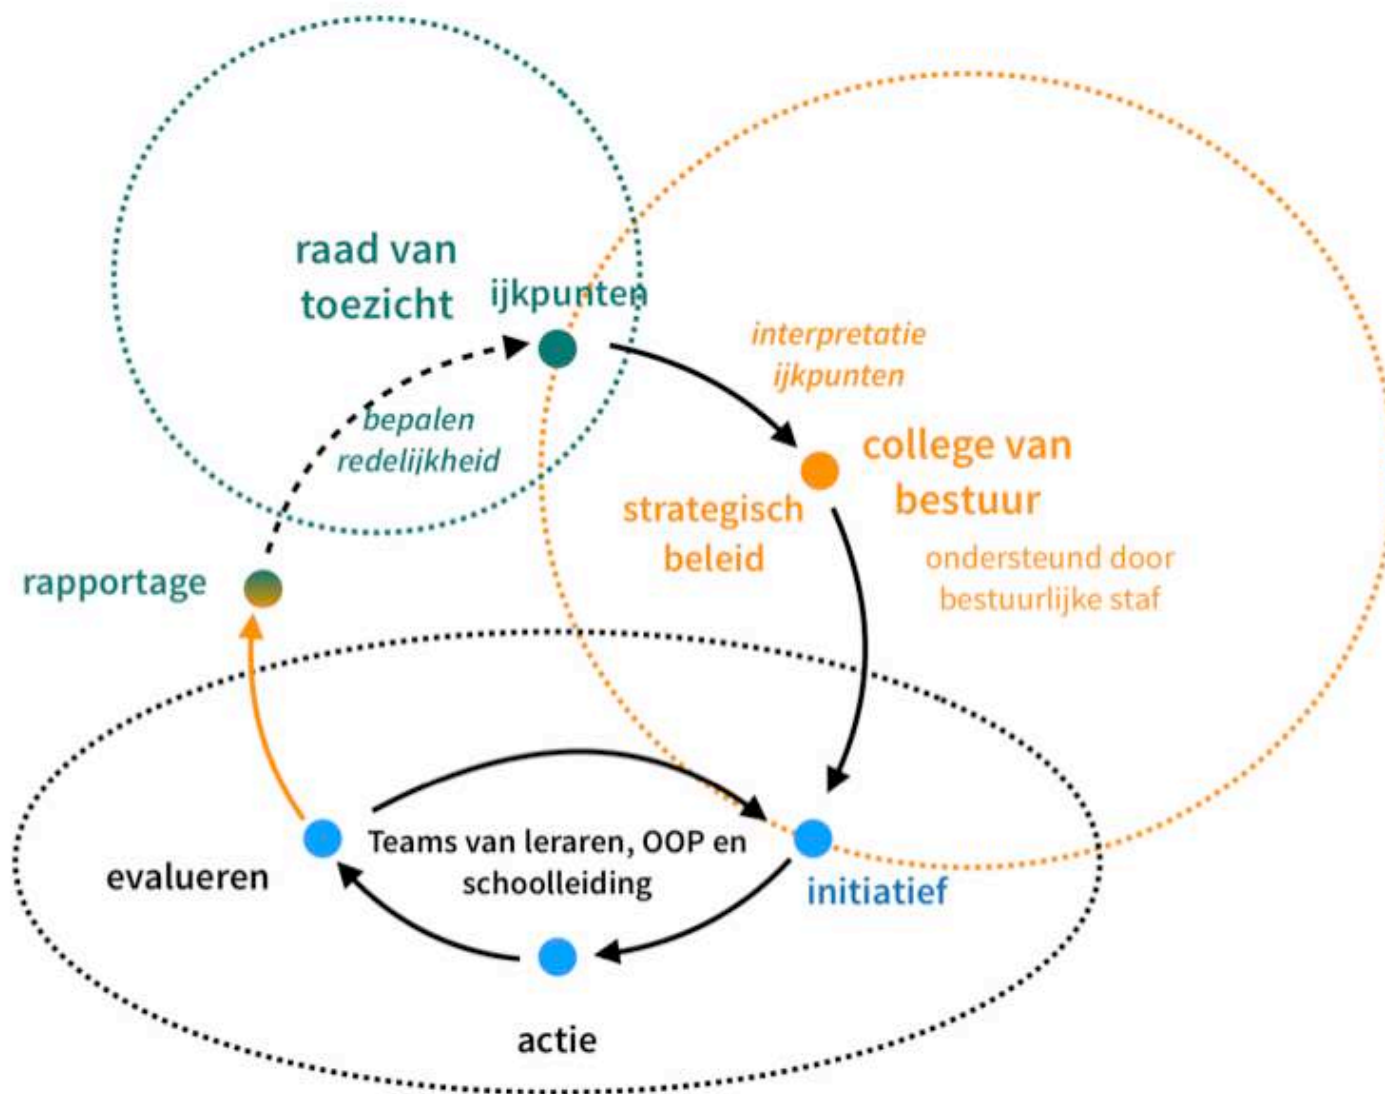 raad van
toezicht
ijkpunten
interpretatie
ijkpunten
bepalen
redelijkheid
college van
bestuur
strategisch
beleid
ondersteund door
bestuurlijke staf
rapportage
Teams van leraren, OOP en
schoolleiding
evalueren
initiatief
actie